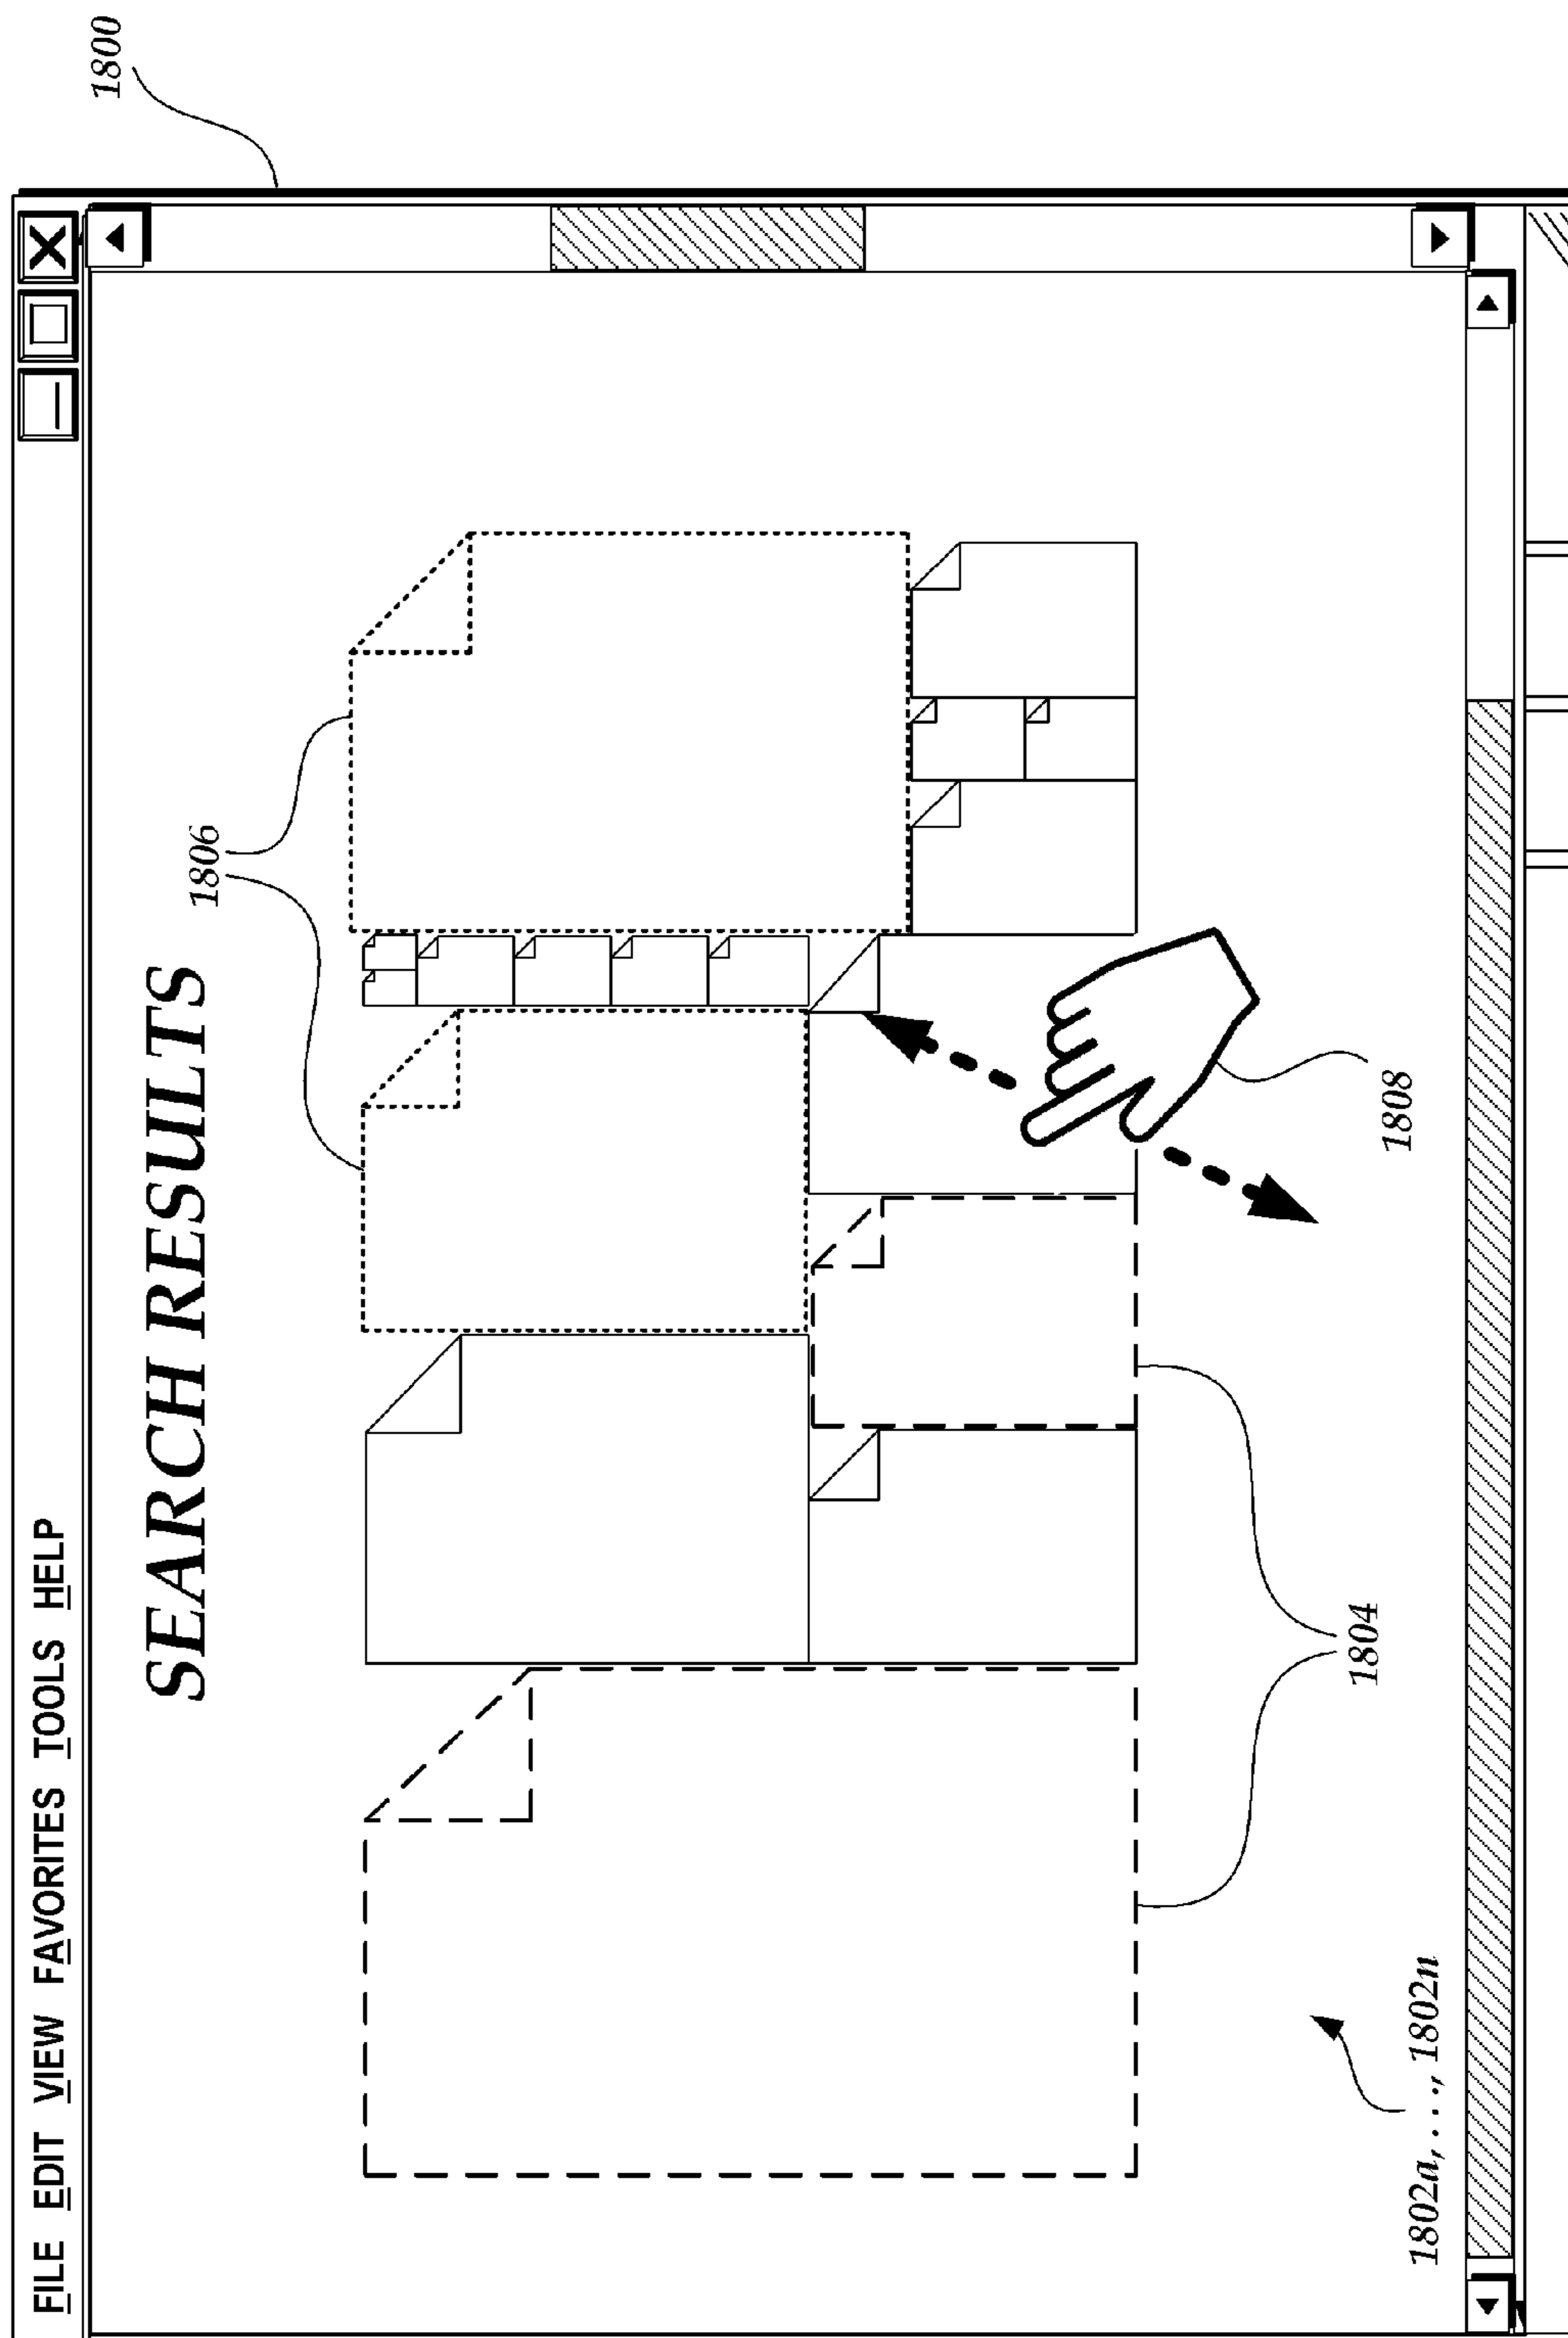 1800
FILE EDIT VIEW FAVORITES TOOLS HELP
SEARCH RESULTS
1806
1808
1804
1802a, . . ., 1802n